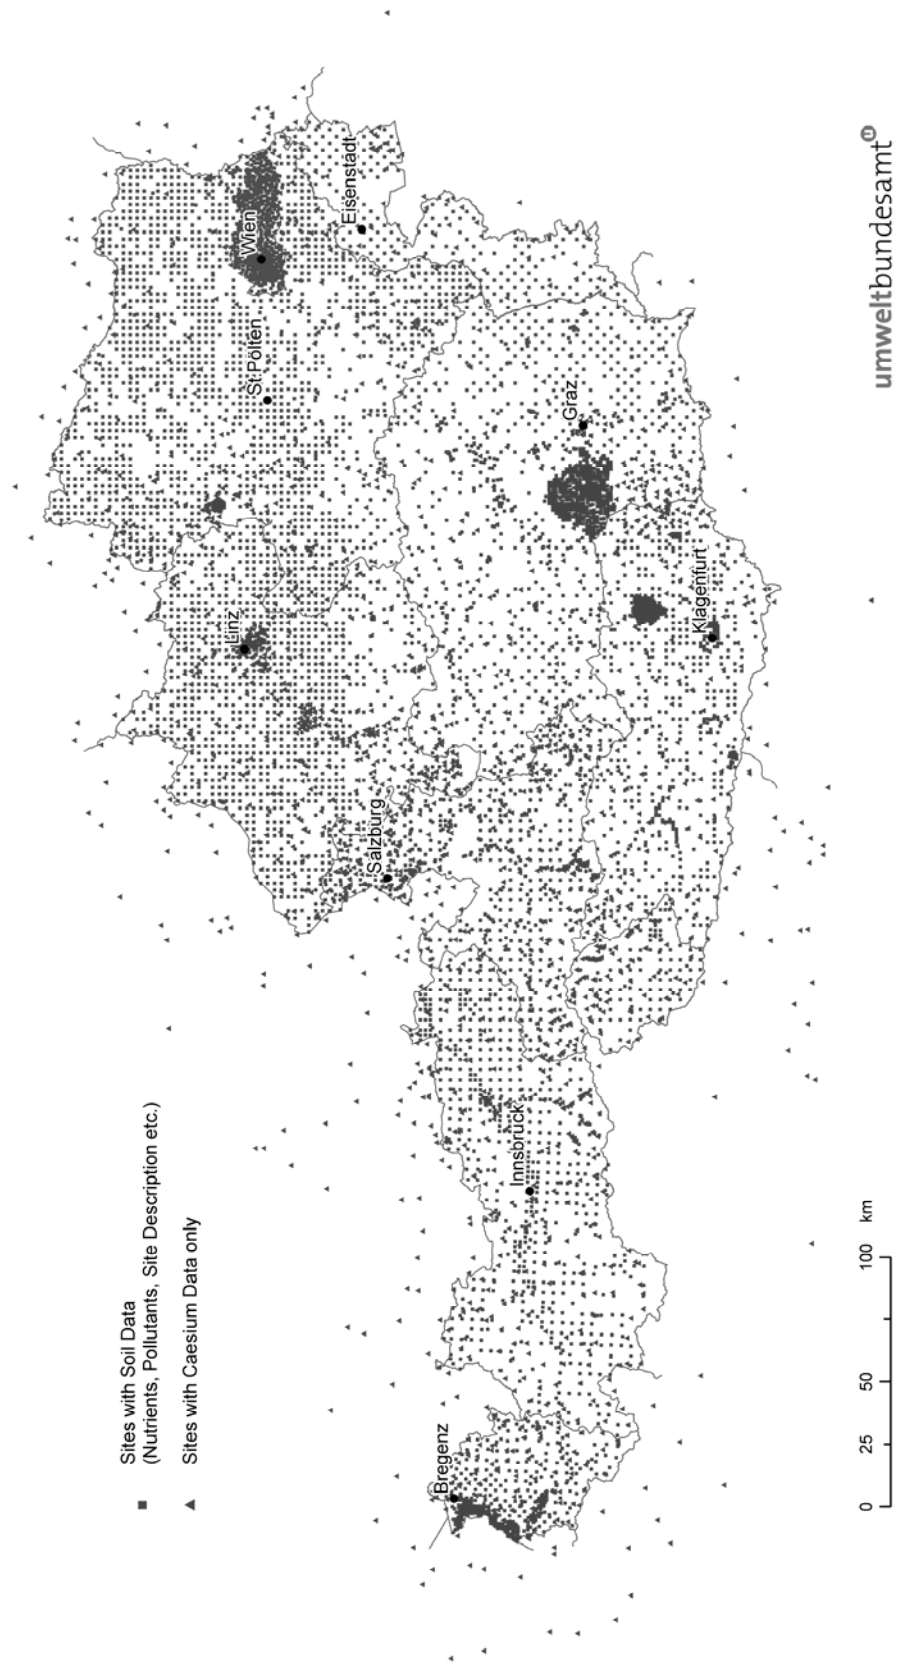 Sites with Soil Data
(Nutrients, Pollutants, Site Description etc.)
Sites with Caesium Data only
Bregenz
Innsbruck
Salzburg
Linz
St.Pölten
Wien
Eisenstadt
Graz
Klagenfurt
0 25 50 100 km
umweltbundesamt